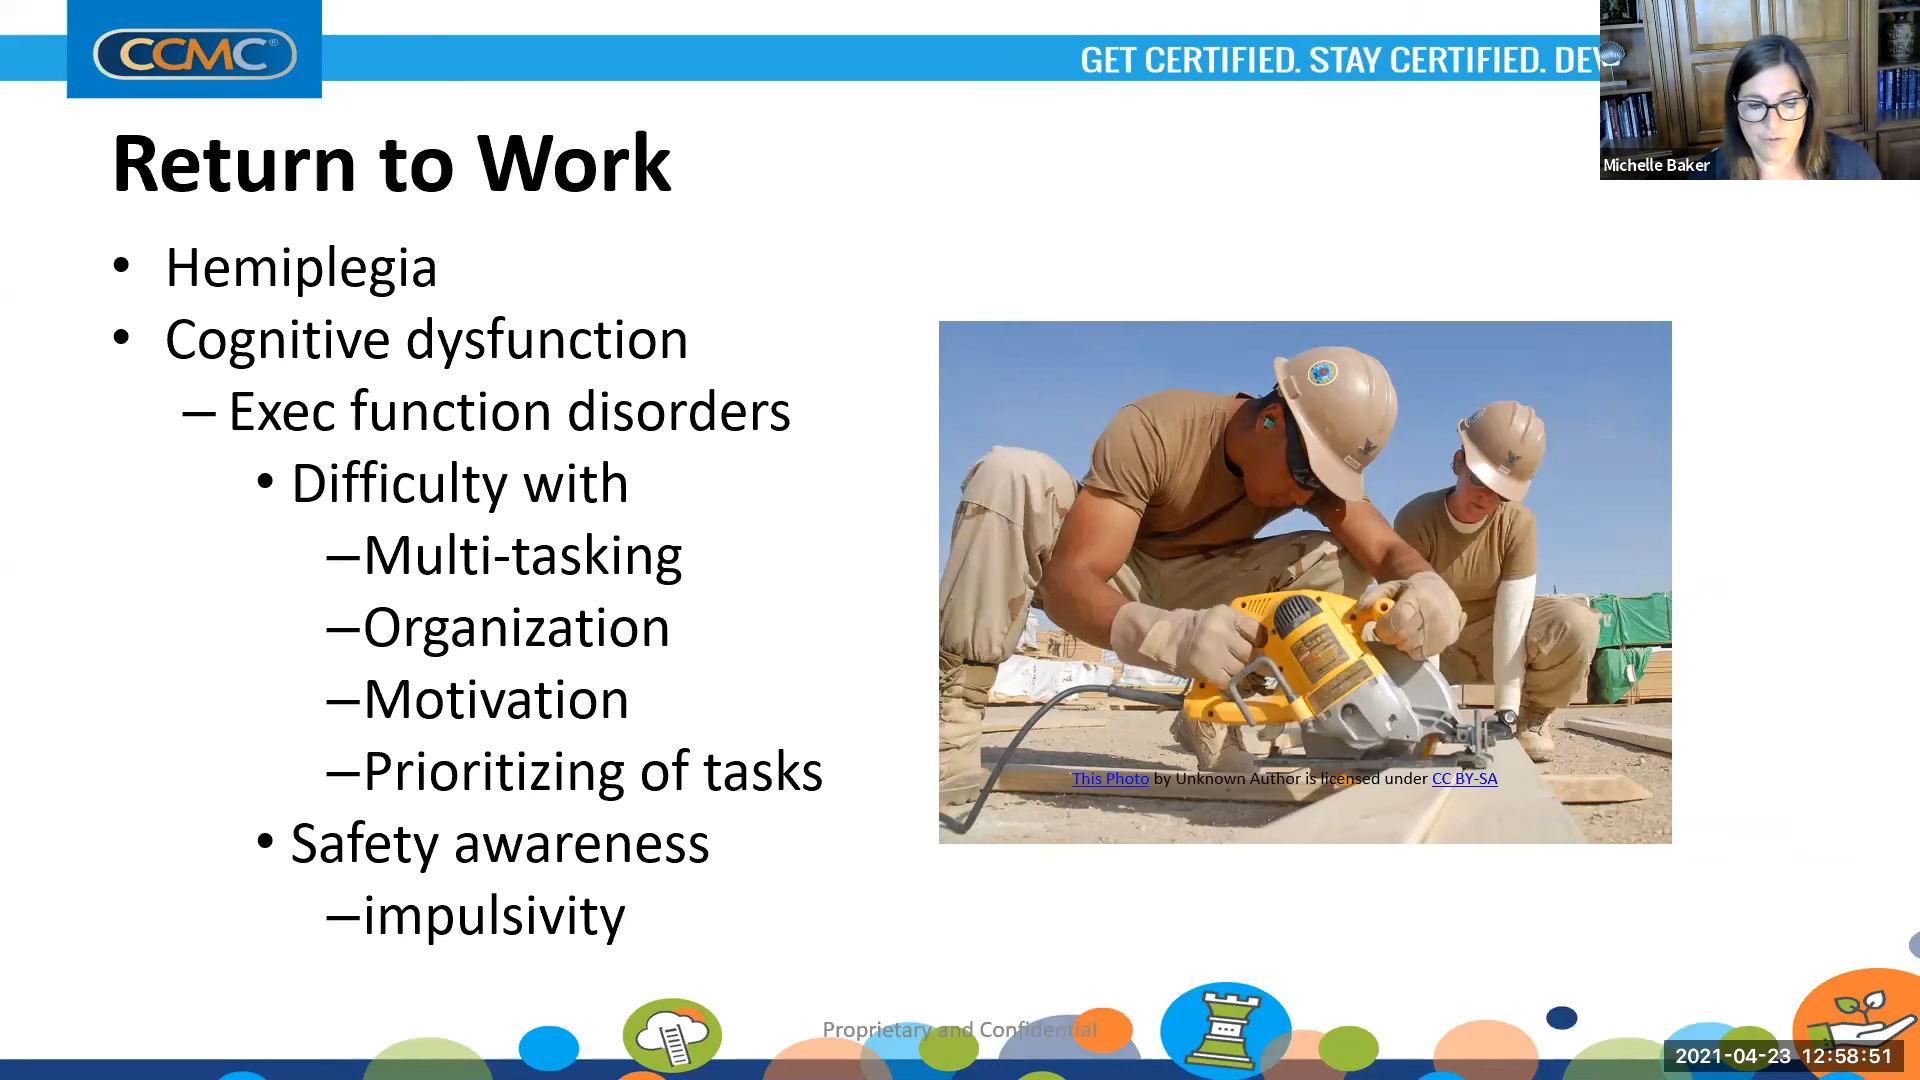 CCMC®
GET CERTIFIED. STAY CERTIFIED. DEV
Michelle Baker
Return to Work
• Hemiplegia
• Cognitive dysfunction
– Exec function disorders
• Difficulty with
–Multi-tasking
–Organization
–Motivation
–Prioritizing of tasks
• Safety awareness
–impulsivity
This Photo by Unknown Author is licensed under CC BY-SA
Proprietary and Confidential
2021-04-23 12:58:51